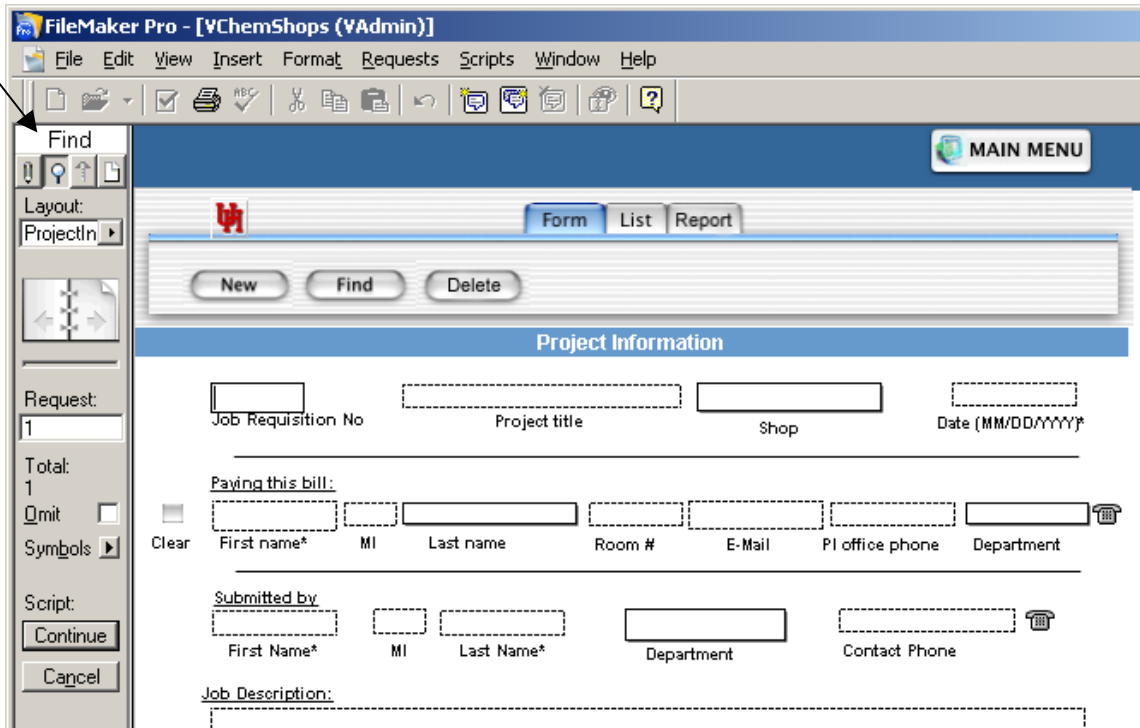 FileMaker Pro - [VChemShops (VAdmin)]
File Edit View Insert Format Requests Scripts Window Help
Find
MAIN MENU
Layout:
ProjectIn
UH
Form List Report
New Find Delete
Project Information
Request:
1
Job Requisition No Project title Shop Date (MM/DD/YYYY)*
Total:
1
Omit
Symbols
Paying this bill:
Clear First name* MI Last name Room # E-Mail PI office phone Department
Script:
Continue
Cancel
Submitted by
First Name* MI Last Name* Department Contact Phone
Job Description: